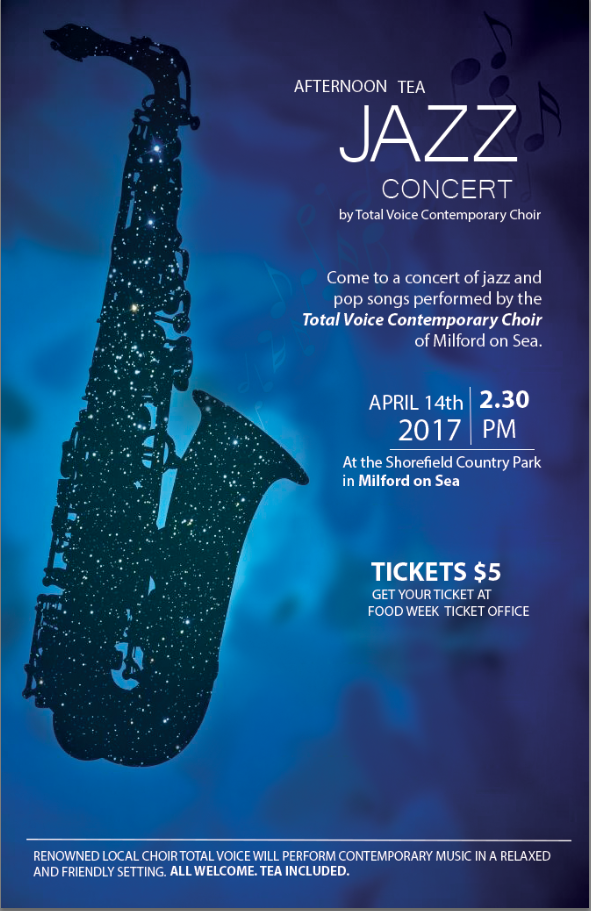 AFTERNOON TEA
JAZZ
CONCERT
by Total Voice Contemporary Choir
Come to a concert of jazz and
pop songs performed by the
Total Voice Contemporary Choir
of Milford on Sea.
APRIL 14th 2.30
2017 PM
At the Shorefield Country Park
in Milford on Sea
TICKETS $5
GET YOUR TICKET AT
FOOD WEEK TICKET OFFICE
RENOWNED LOCAL CHOIR TOTAL VOICE WILL PERFORM CONTEMPORARY MUSIC IN A RELAXED
AND FRIENDLY SETTING. ALL WELCOME. TEA INCLUDED.